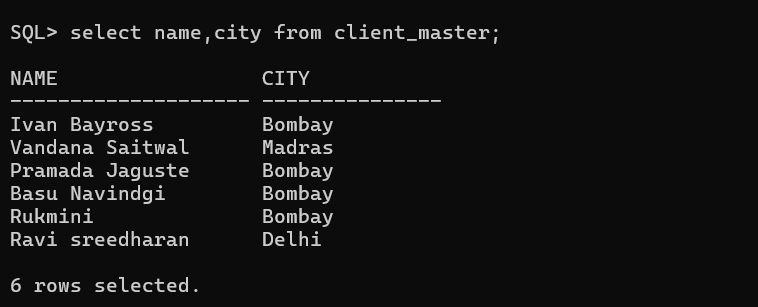 SQL> select name,city from client_master;
NAME                 CITY
-------------------- ---------------
Ivan Bayross         Bombay
Vandana Saitwal      Madras
Pramada Jaguste      Bombay
Basu Navindgi        Bombay
Rukmini              Bombay
Ravi sreedharan      Delhi
6 rows selected.